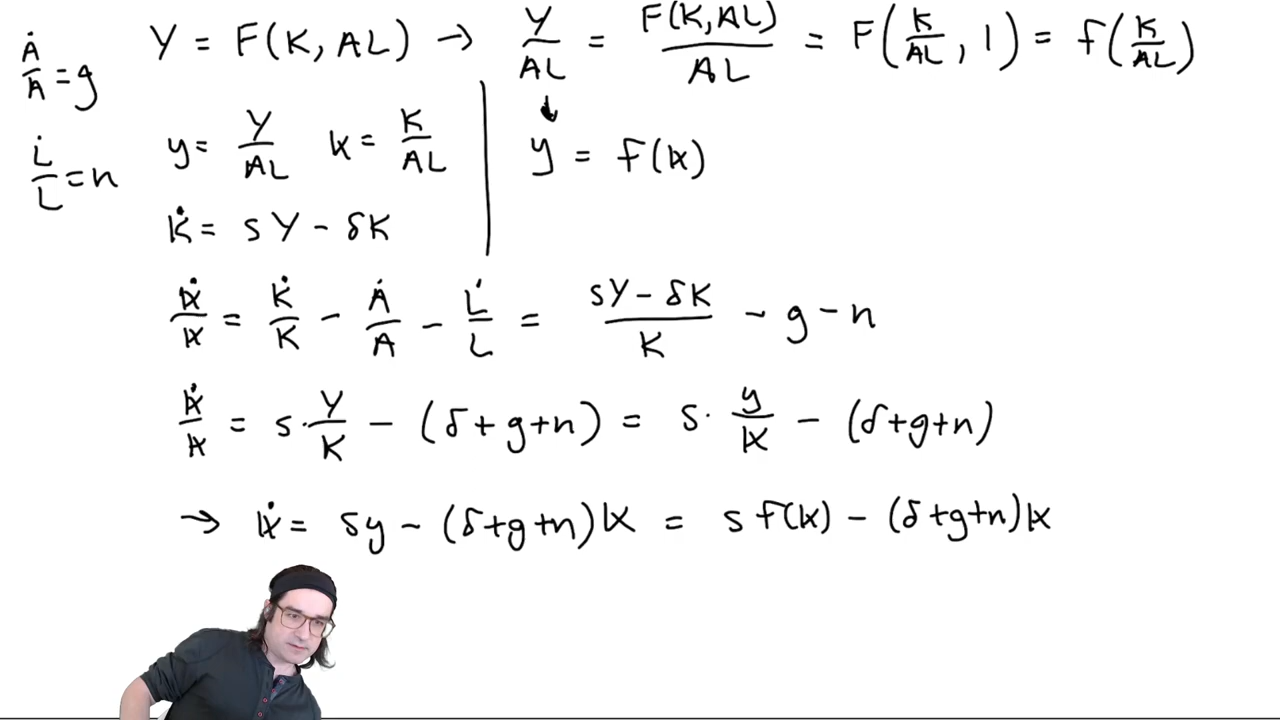 Ȧ/A = g
L̇/L = n
Y = F(K, AL) → Y/AL = F(K, AL)/AL = F(K/AL, 1) = f(K/AL)
y = Y/AL k = K/AL
↓
y = f(k)
K̇ = sY - δK
k̇/k = K̇/K - Ȧ/A - L̇/L = (sY - δK)/K - g - n
k̇/k = s · Y/K - (δ + g + n) = s · y/k - (δ + g + n)
→ k̇ = sy - (δ + g + n)k = s f(k) - (δ + g + n)k